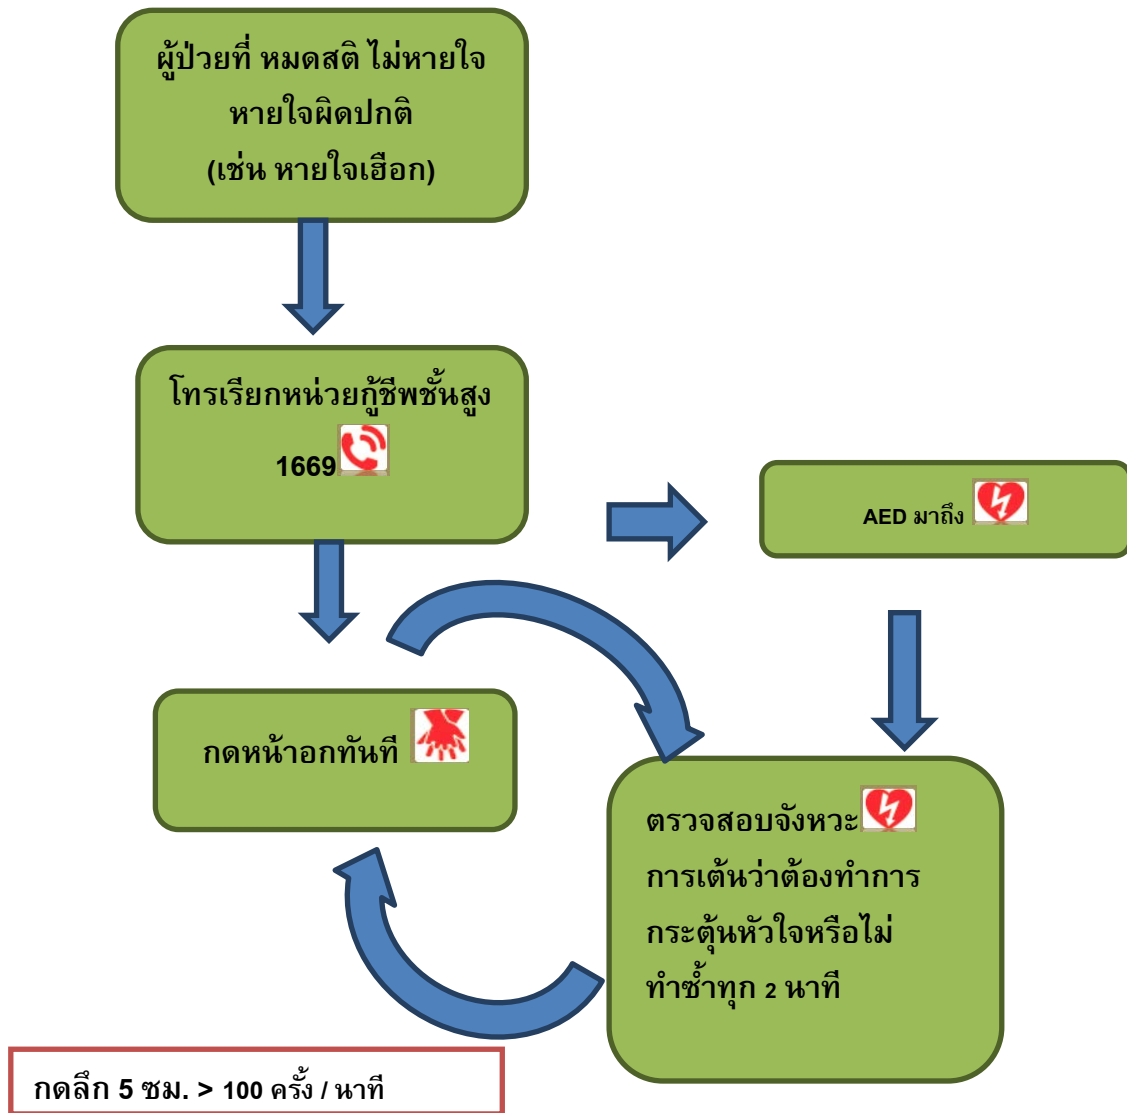 ผู้ป่วยที่ หมดสติ ไม่หายใจ
หายใจผิดปกติ
(เช่น หายใจเฮือก)
โทรเรียกหน่วยกู้ชีพชั้นสูง
1669
AED มาถึง
กดหน้าอกทันที
ตรวจสอบจังหวะ
การเต้นว่าต้องทำการ
กระตุ้นหัวใจหรือไม่
ทำซ้ำทุก 2 นาที
กดลึก 5 ซม. > 100 ครั้ง / นาที